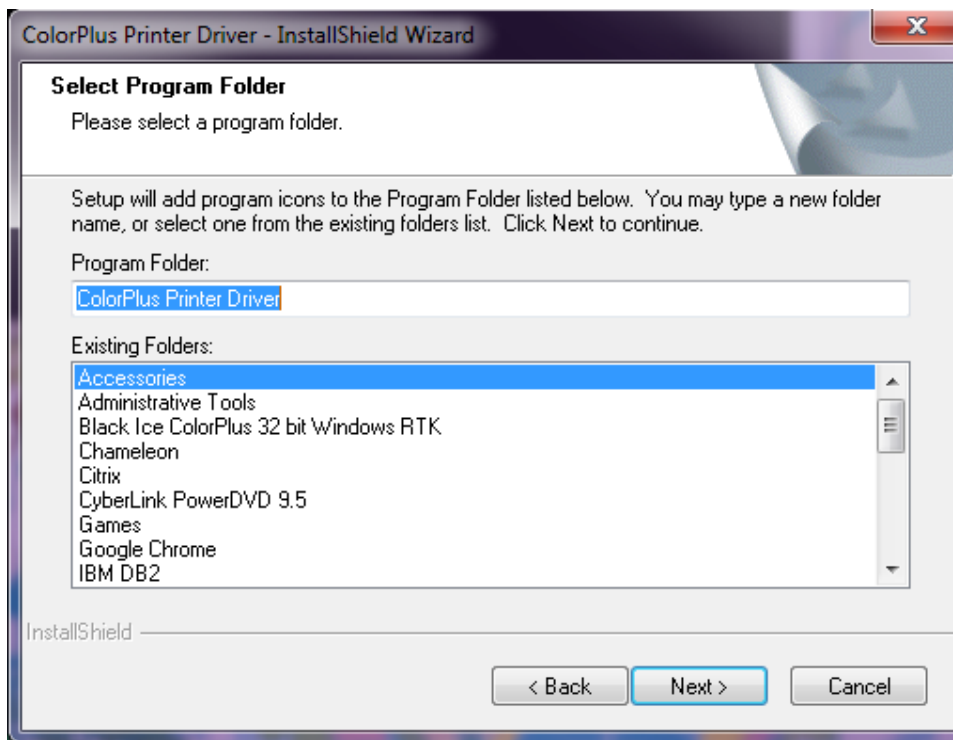 ColorPlus Printer Driver - InstallShield Wizard
Select Program Folder
Please select a program folder.
Setup will add program icons to the Program Folder listed below.  You may type a new folder
name, or select one from the existing folders list.  Click Next to continue.
Program Folder:
ColorPlus Printer Driver
Existing Folders:
Accessories
Administrative Tools
Black Ice ColorPlus 32 bit Windows RTK
Chameleon
Citrix
CyberLink PowerDVD 9.5
Games
Google Chrome
IBM DB2
InstallShield
< Back Next > Cancel